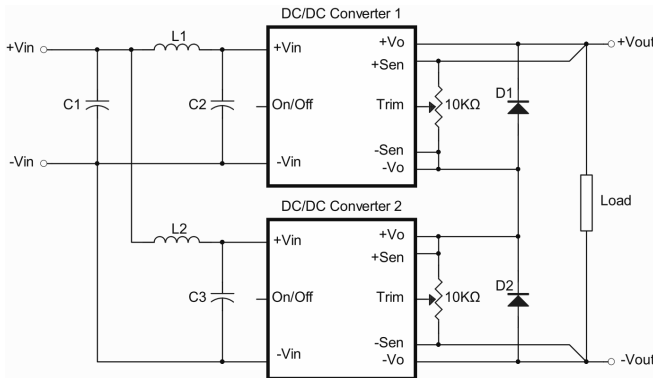 DC/DC Converter 1
+Vin
L1
+Vin
+Vo
+Vout
+Sen
D1
C1
C2
On/Off
Trim
10KΩ
-Sen
-Vin
-Vin
-Vo
Load
DC/DC Converter 2
L2
+Vin
+Vo
+Sen
D2
C3
On/Off
Trim
10KΩ
-Sen
-Vin
-Vo
-Vout